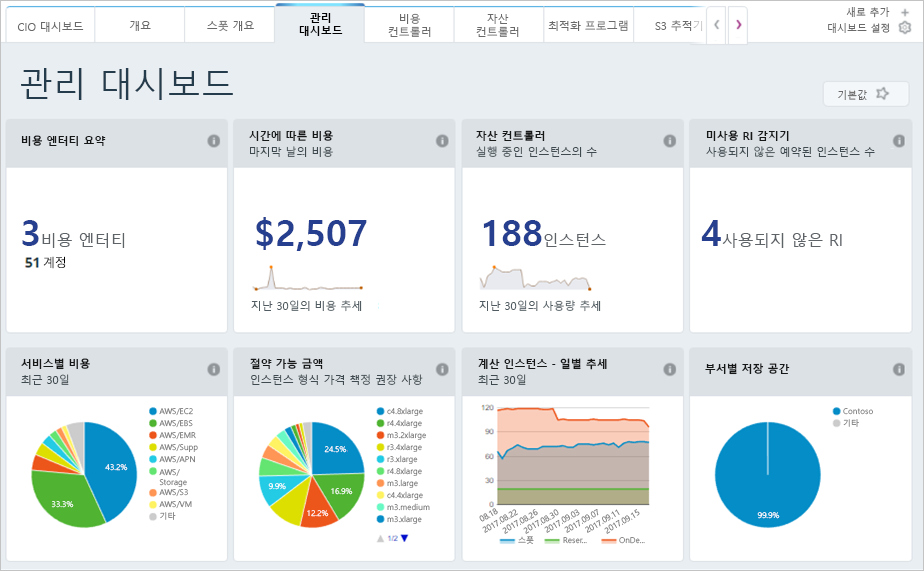 CIO 대시보드
개요
스풋 개요
관리
대시보드
비용
컨트롤러
자산
컨트롤러
최적화 프로그램
S3 추적기
새로 추가
대시보드 설정
관리 대시보드
기본값
비용 엔터티 요약
3비용 엔터티
51 계정
시간에 따른 비용
마지막 날의 비용
$2,507
지난 30일의 비용 추세
자산 컨트롤러
실행 중인 인스턴스의 수
188인스턴스
지난 30일의 사용량 추세
미사용 RI 감지기
사용되지 않은 예약된 인스턴스 수
4사용되지 않은 RI
서비스별 비용
최근 30일
43.2%
33.3%
AWS/EC2
AWS/EBS
AWS/EMR
AWS/Supp
AWS/APN
AWS/
Storage
AWS/S3
AWS/VM
기타
절약 가능 금액
인스턴스 형식 가격 책정 권장 사항
24.5%
16.9%
12.2%
9.9%
c4.8xlarge
r4.4xlarge
m3.2xlarge
r3.4xlarge
r3.xlarge
r4.8xlarge
m3.large
c4.4xlarge
m3.medium
m3.xlarge
1/2
계산 인스턴스 - 일별 추세
최근 30일
120
90
60
30
0
08.18
2017.08.22
2017.08.26
2017.08.30
2017.09.03
2017.09.07
2017.09.11
2017.09.15
스풋
Reser...
OnDe...
부서별 저장 공간
Contoso
기타
99.9%